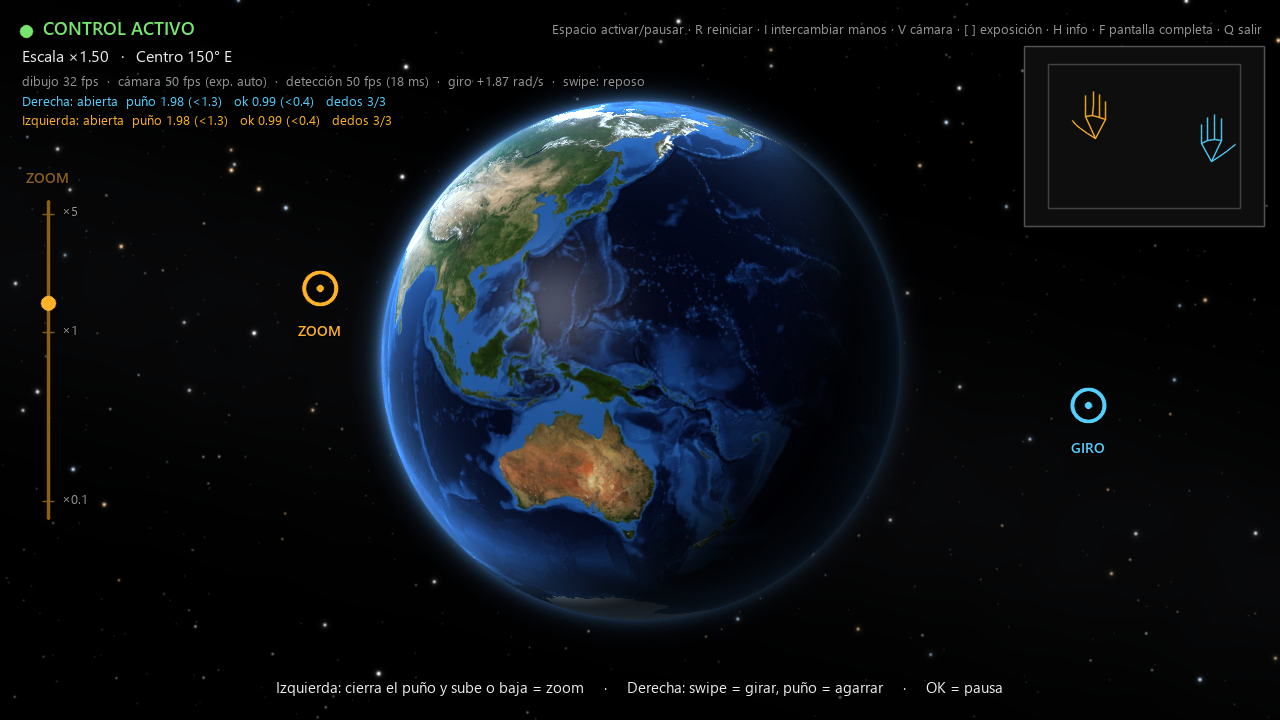 CONTROL ACTIVO
Espacio activar/pausar · R reiniciar · I intercambiar manos · V cámara · [ ] exposición · H info · F pantalla completa · Q salir
Escala ×1.50 · Centro 150° E
dibujo 32 fps · cámara 50 fps (exp. auto) · detección 50 fps (18 ms) · giro +1.87 rad/s · swipe: reposo
Derecha: abierta puño 1.98 (<1.3) ok 0.99 (<0.4) dedos 3/3
Izquierda: abierta puño 1.98 (<1.3) ok 0.99 (<0.4) dedos 3/3
ZOOM
×5
×1
×0.1
ZOOM
GIRO
Izquierda: cierra el puño y sube o baja = zoom · Derecha: swipe = girar, puño = agarrar · OK = pausa